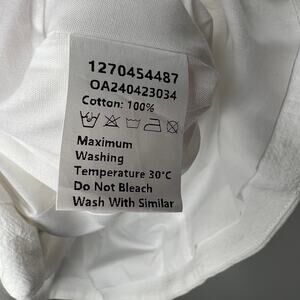 1270454487
OA240423034
Cotton: 100%
Maximum
Washing
Temperature 30°C
Do Not Bleach
Wash With Similar